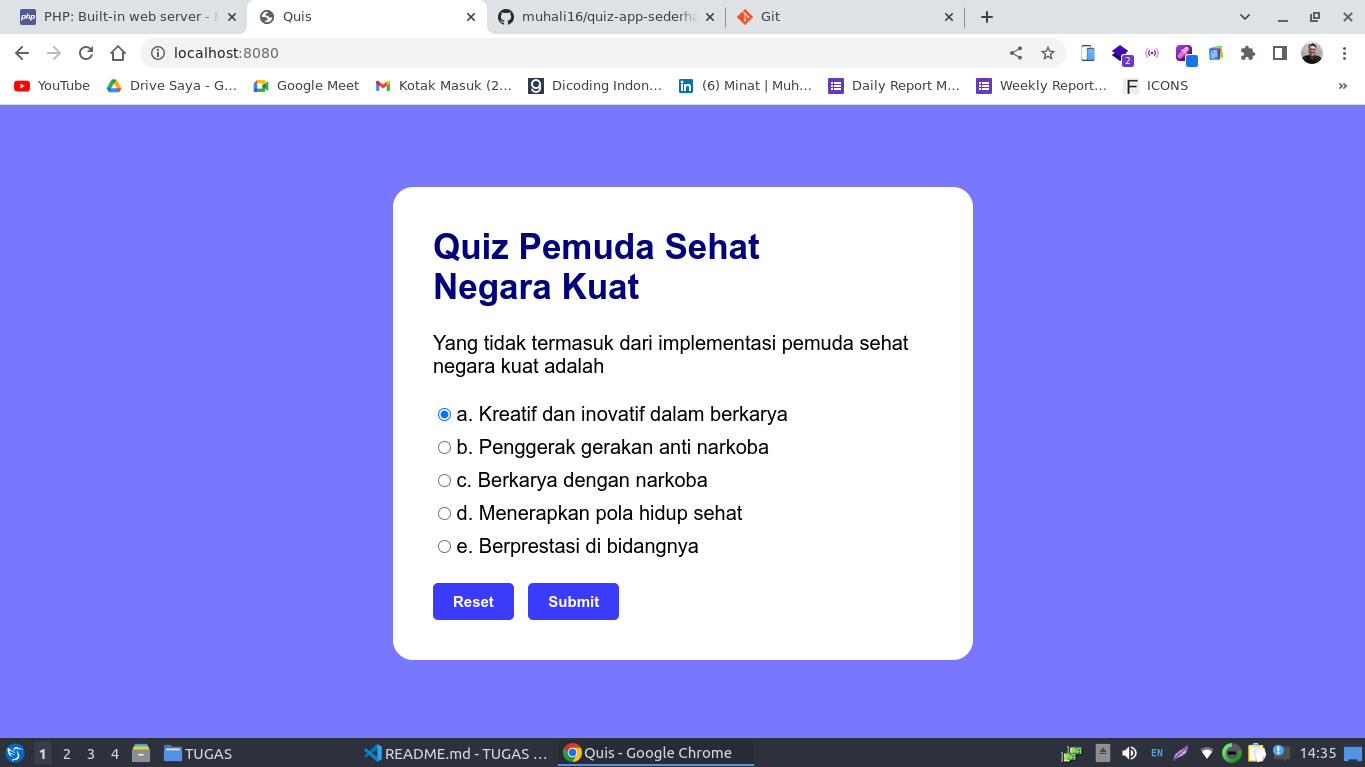 php PHP: Built-in web server - M
Quis
muhali16/quiz-app-sederha
Git
localhost:8080
2
YouTube
Drive Saya - G...
Google Meet
Kotak Masuk (2...
Dicoding Indon...
(6) Minat | Muh...
Daily Report M...
Weekly Report...
F ICONS
»
Quiz Pemuda Sehat
Negara Kuat
Yang tidak termasuk dari implementasi pemuda sehat
negara kuat adalah
a. Kreatif dan inovatif dalam berkarya
b. Penggerak gerakan anti narkoba
c. Berkarya dengan narkoba
d. Menerapkan pola hidup sehat
e. Berprestasi di bidangnya
Reset Submit
1 2 3 4
TUGAS
README.md - TUGAS ...
Quis - Google Chrome
EN
14:35